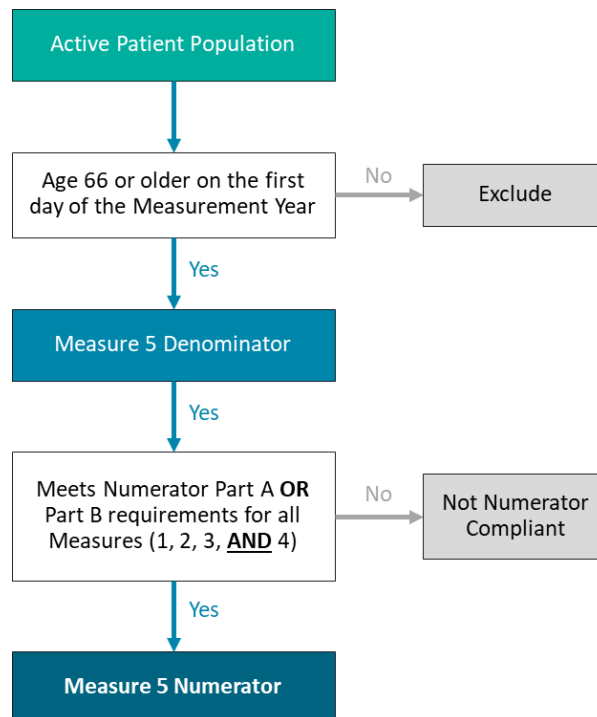 Active Patient Population
Age 66 or older on the first
day of the Measurement Year
No
Exclude
Yes
Measure 5 Denominator
Yes
Meets Numerator Part A OR
Part B requirements for all
Measures (1, 2, 3, AND 4)
No
Not Numerator
Compliant
Yes
Measure 5 Numerator